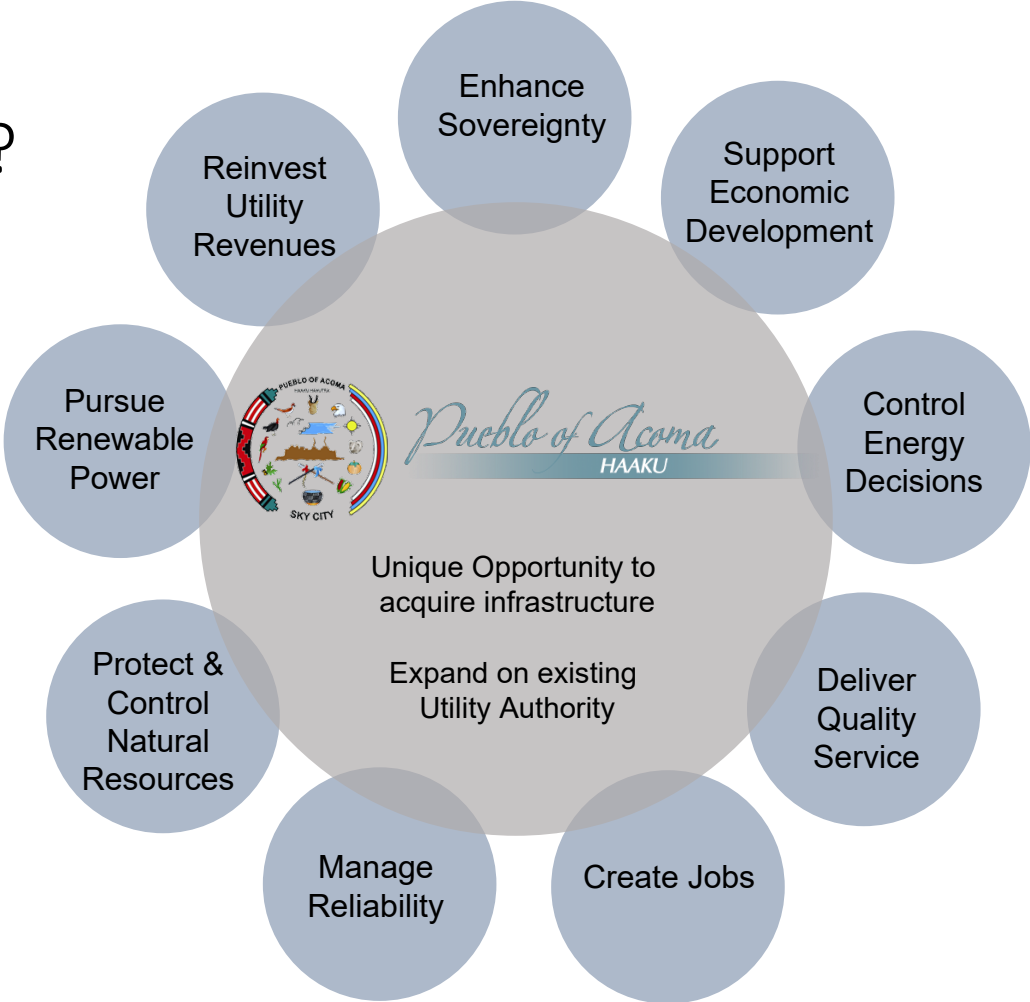 ?
Enhance
Sovereignty
Support
Economic
Development
Control
Energy
Decisions
Deliver
Quality
Service
Create Jobs
Manage
Reliability
Protect &
Control
Natural
Resources
Pursue
Renewable
Power
Reinvest
Utility
Revenues
PUEBLO OF ACOMA
SKY CITY
Pueblo of Acoma
HAAKU
Unique Opportunity to
acquire infrastructure
Expand on existing
Utility Authority